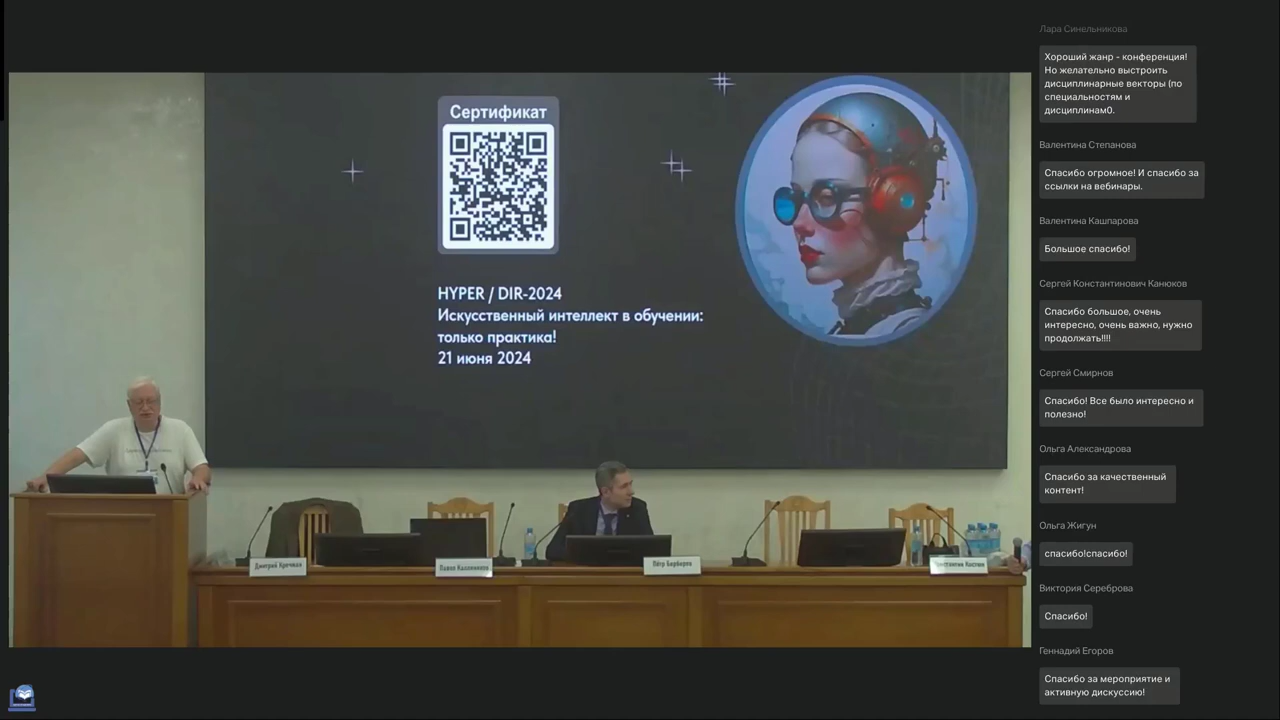 Сертификат
HYPER / DIR-2024
Искусственный интеллект в обучении:
только практика!
21 июня 2024
Дмитрий Кречман
Павел Калленников
Пётр Берберов
Константин Костюк
Лара Синельникова
Хороший жанр - конференция!
Но желательно выстроить
дисциплинарные векторы (по
специальностям и
дисциплинам0.
Валентина Степанова
Спасибо огромное! И спасибо за
ссылки на вебинары.
Валентина Кашпарова
Большое спасибо!
Сергей Константинович Канюков
Спасибо большое, очень
интересно, очень важно, нужно
продолжать!!!!
Сергей Смирнов
Спасибо! Все было интересно и
полезно!
Ольга Александрова
Спасибо за качественный
контент!
Ольга Жигун
спасибо!спасибо!
Виктория Сереброва
Спасибо!
Геннадий Егоров
Спасибо за мероприятие и
активную дискуссию!